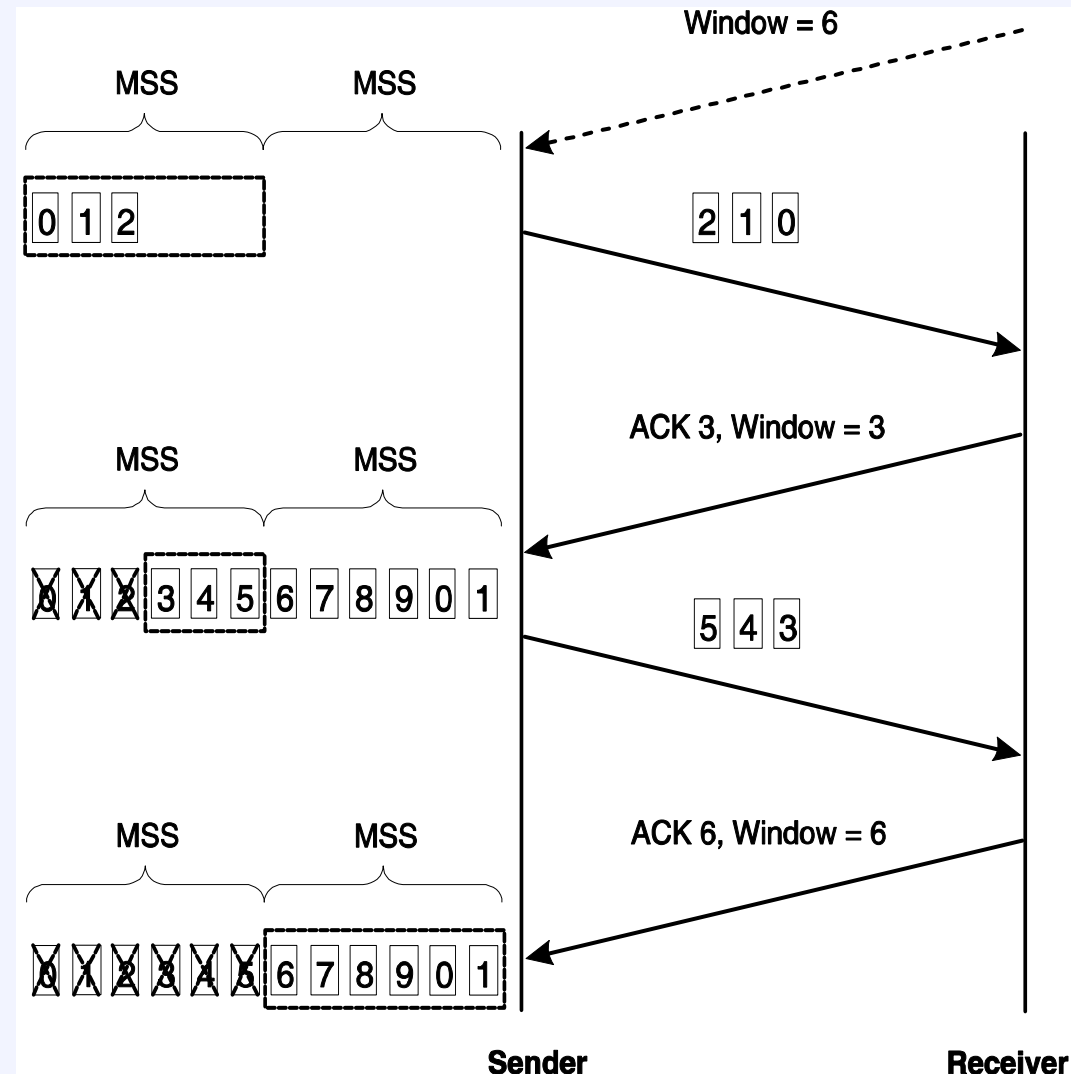 Window = 6
MSS MSS
0 1 2
2 1 0
ACK 3, Window = 3
MSS MSS
0 1 2 3 4 5 6 7 8 9 0 1
5 4 3
MSS MSS
ACK 6, Window = 6
0 1 2 3 4 5 6 7 8 9 0 1
Sender Receiver